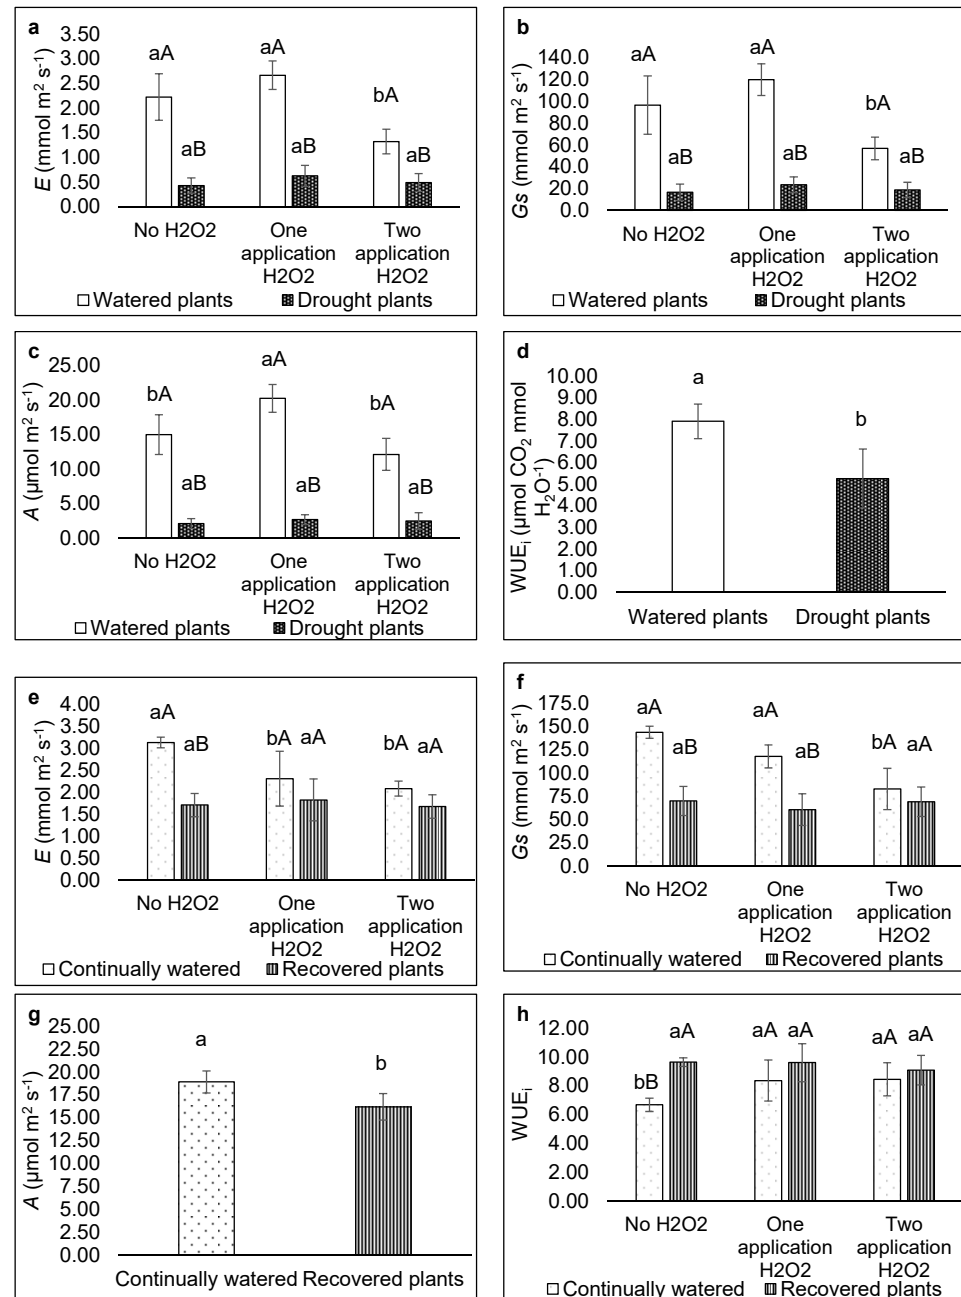 a
3.50
3.00
2.50
2.00
1.50
1.00
0.50
0.00
E (mmol m² s⁻¹)
aA
aB
aA
aB
bA
aB
No H2O2
One
application
H2O2
Two
application
H2O2
Watered plants
Drought plants
b
140.0
120.0
100.0
80.0
60.0
40.0
20.0
0.0
Gs (mmol m² s⁻¹)
aA
aB
aA
aB
bA
aB
No H2O2
One
application
H2O2
Two
application
H2O2
Watered plants
Drought plants
c
25.00
20.00
15.00
10.00
5.00
0.00
A (µmol m² s⁻¹)
bA
aB
aA
aB
bA
aB
No H2O2
One
application
H2O2
Two
application
H2O2
Watered plants
Drought plants
d
10.00
9.00
8.00
7.00
6.00
5.00
4.00
3.00
2.00
1.00
0.00
WUEᵢ (µmol CO₂ mmol
H₂O⁻¹)
a
b
Watered plants
Drought plants
e
4.00
3.50
3.00
2.50
2.00
1.50
1.00
0.50
0.00
E (mmol m² s⁻¹)
aA
aB
bA
aA
bA
aA
No H2O2
One
application
H2O2
Two
application
H2O2
Continually watered
Recovered plants
f
175.0
150.0
125.0
100.0
75.0
50.0
25.0
0.0
Gs (mmol m² s⁻¹)
aA
aB
aA
aB
bA
aA
No H2O2
One
application
H2O2
Two
application
H2O2
Continually watered
Recovered plants
g
25.00
22.50
20.00
17.50
15.00
12.50
10.00
7.50
5.00
2.50
0.00
A (µmol m² s⁻¹)
a
b
Continually watered
Recovered plants
h
12.00
10.00
8.00
6.00
4.00
2.00
0.00
WUEᵢ
bB
aA
aA
aA
aA
aA
No H2O2
One
application
H2O2
Two
application
H2O2
Continually watered
Recovered plants